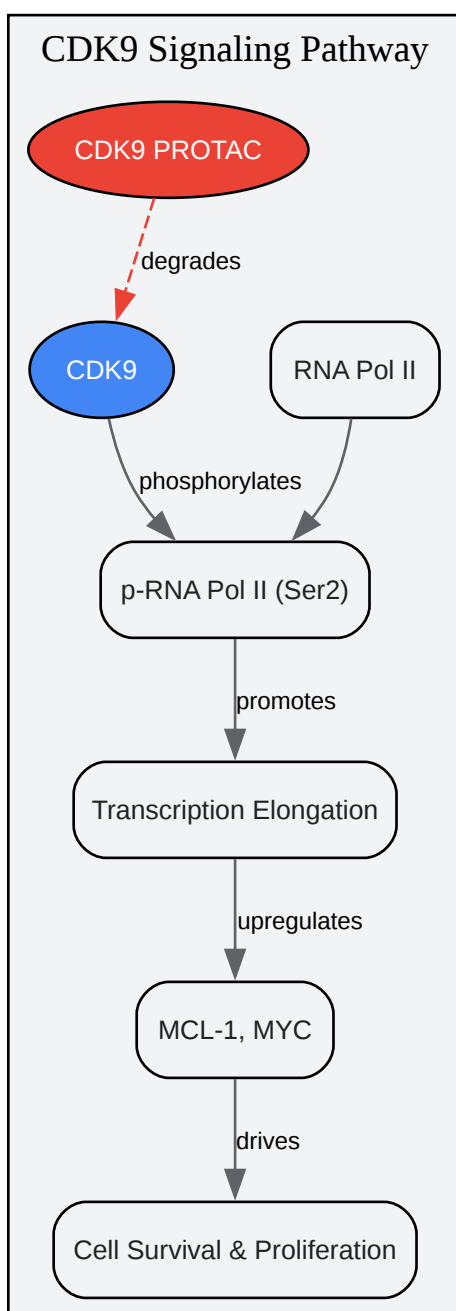 CDK9 Signaling Pathway
CDK9 PROTAC
degrades
CDK9
RNA Pol II
phosphorylates
p-RNA Pol II (Ser2)
promotes
Transcription Elongation
upregulates
MCL-1, MYC
drives
Cell Survival & Proliferation